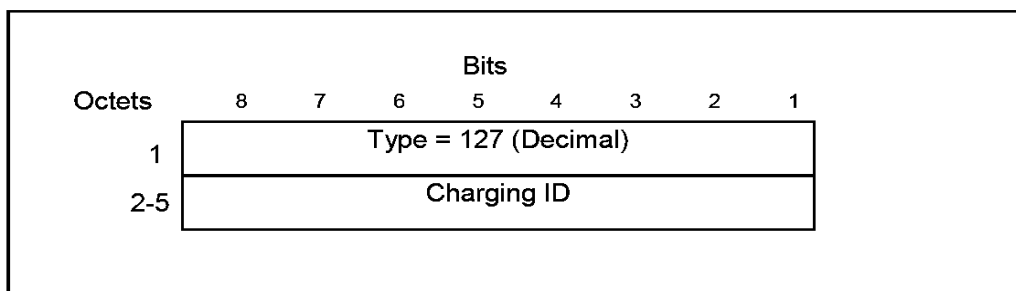 Bits
Octets 8 7 6 5 4 3 2 1
1 Type = 127 (Decimal)
2-5 Charging ID